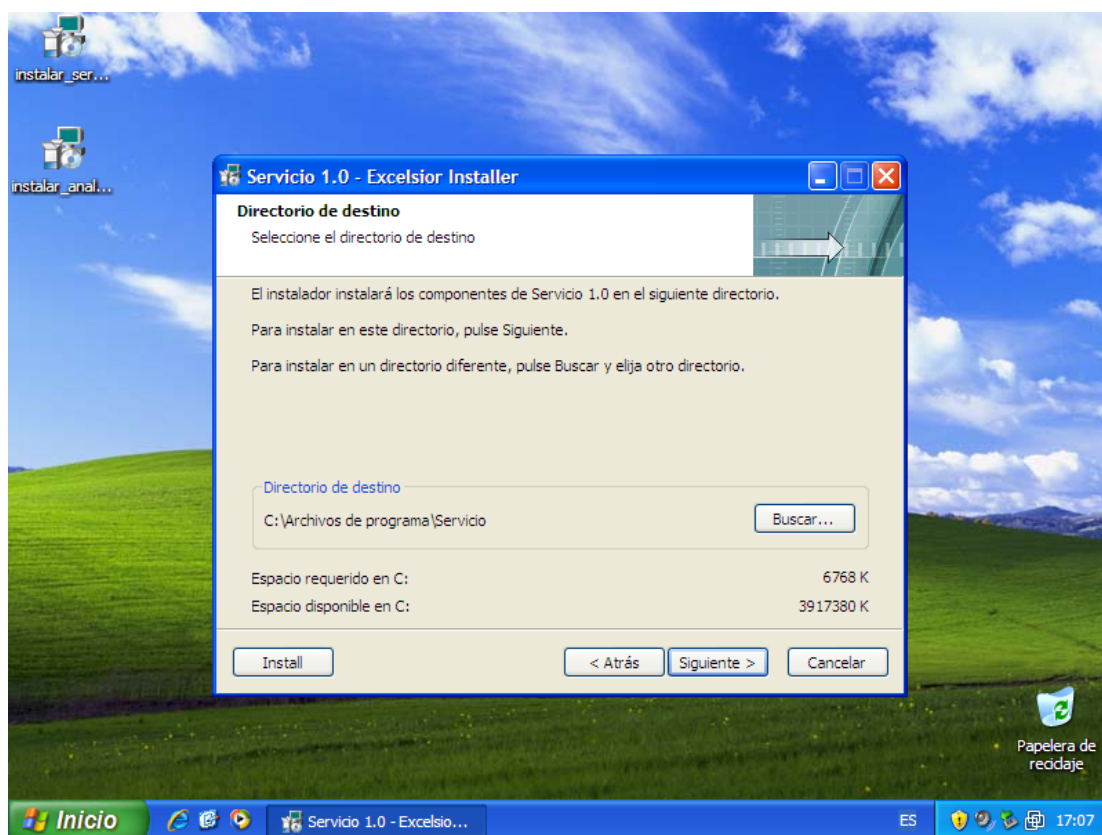 instalar_ser...
instalar_anal...
Servicio 1.0 - Excelsior Installer
Directorio de destino
Seleccione el directorio de destino
El instalador instalará los componentes de Servicio 1.0 en el siguiente directorio.
Para instalar en este directorio, pulse Siguiente.
Para instalar en un directorio diferente, pulse Buscar y elija otro directorio.
Directorio de destino
C:\Archivos de programa\Servicio
Buscar...
Espacio requerido en C:
6768 K
Espacio disponible en C:
3917380 K
Install
< Atrás
Siguiente >
Cancelar
Papelera de
reciclaje
Inicio
Servicio 1.0 - Excelsio...
ES
17:07